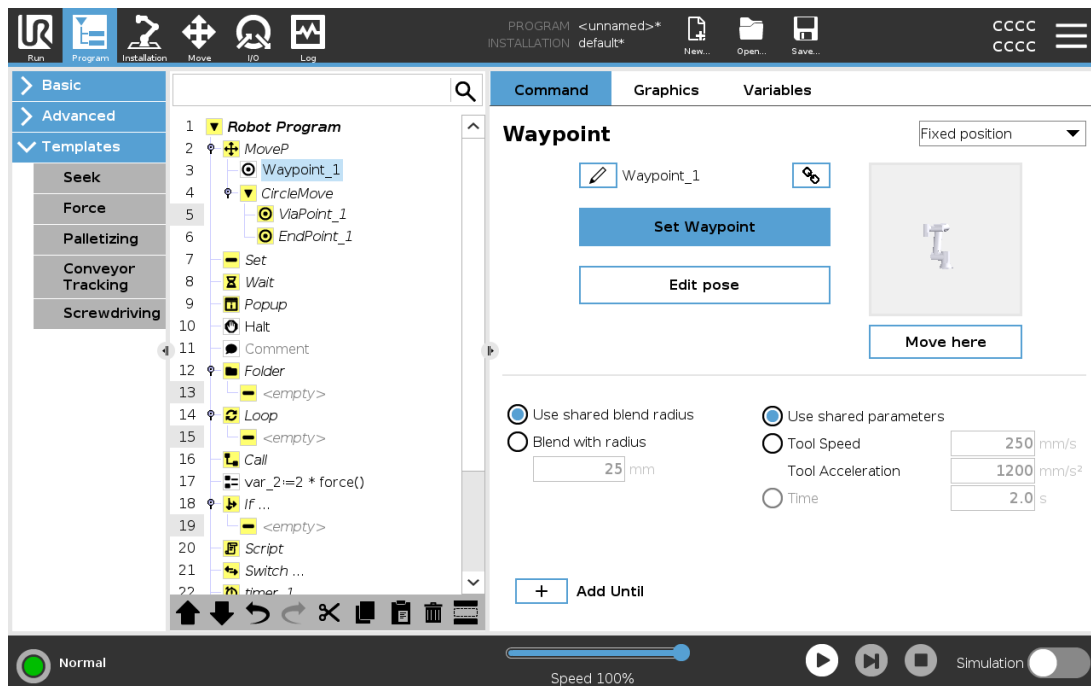 PROGRAM <unnamed>*
INSTALLATION default*
CCCC
CCCC
Run
Program
Installation
Move
I/O
Log
New...
Open...
Save...
Basic
Advanced
Templates
Seek
Force
Palletizing
Conveyor
Tracking
Screwdriving
1 Robot Program
2 MoveP
3 Waypoint_1
4 CircleMove
5 ViaPoint_1
6 EndPoint_1
7 Set
8 Wait
9 Popup
10 Halt
11 Comment
12 Folder
13 <empty>
14 Loop
15 <empty>
16 Call
17 var_2:=2 * force()
18 If ...
19 <empty>
20 Script
21 Switch ...
22 timer_1
Command
Graphics
Variables
Waypoint
Fixed position
Waypoint_1
Set Waypoint
Edit pose
Move here
Use shared blend radius
Blend with radius
25 mm
Use shared parameters
Tool Speed 250 mm/s
Tool Acceleration 1200 mm/s²
Time 2.0 s
+ Add Until
Normal
Speed 100%
Simulation